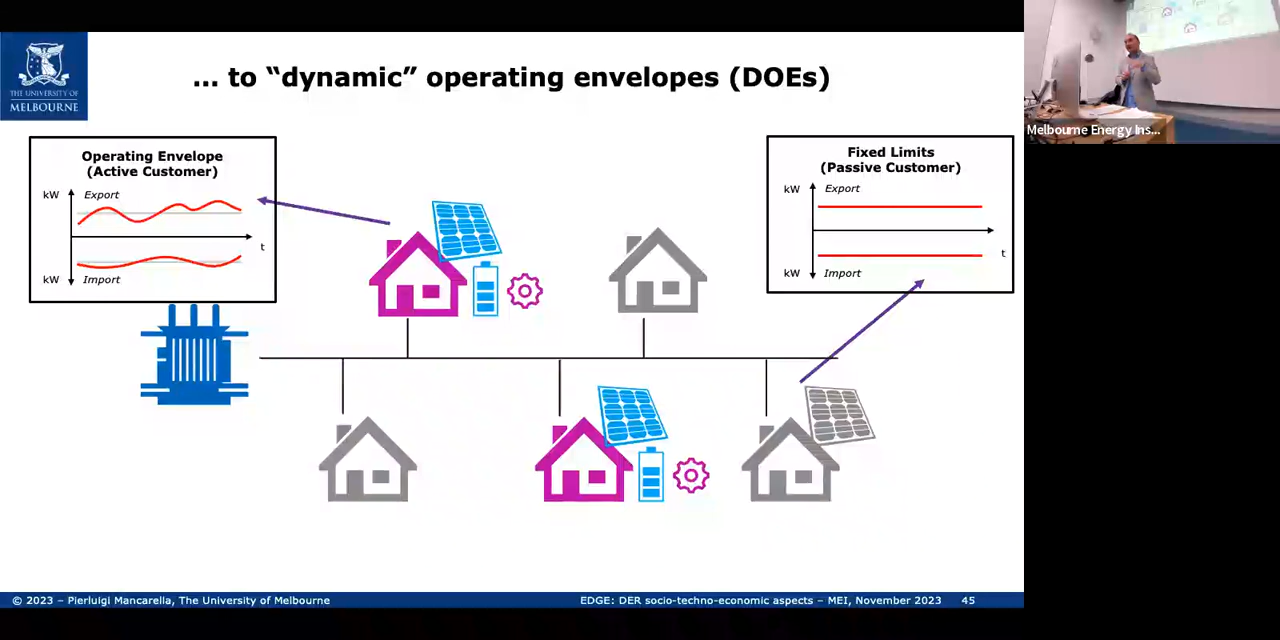 ... to “dynamic” operating envelopes (DOEs)
THE UNIVERSITY OF
MELBOURNE
Operating Envelope
(Active Customer)
kW
Export
t
kW
Import
Fixed Limits
(Passive Customer)
kW
Export
t
kW
Import
Melbourne Energy Ins...
© 2023 – Pierluigi Mancarella, The University of Melbourne
EDGE: DER socio-techno-economic aspects – MEI, November 2023
45